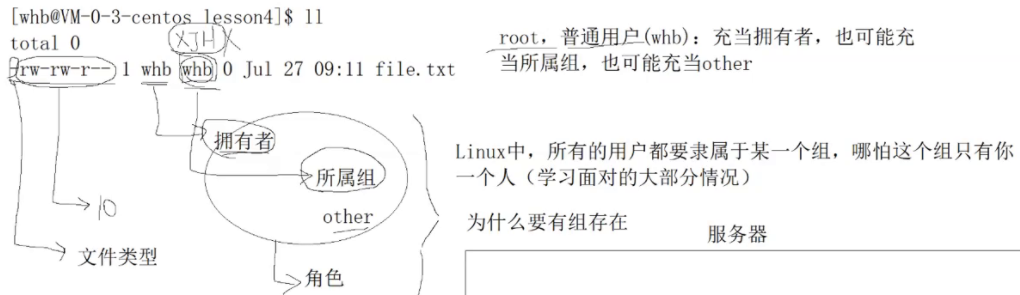 [whb@VM-0-3-centos lesson4]$ ll
total 0
XJH
-rw-rw-r-- 1 whb whb 0 Jul 27 09:11 file.txt
拥有者
所属组
other
10
文件类型
角色
root，普通用户(whb)：充当拥有者，也可能充
当所属组，也可能充当other
Linux中，所有的用户都要隶属于某一个组，哪怕这个组只有你
一个人（学习面对的大部分情况）
为什么要有组存在
服务器